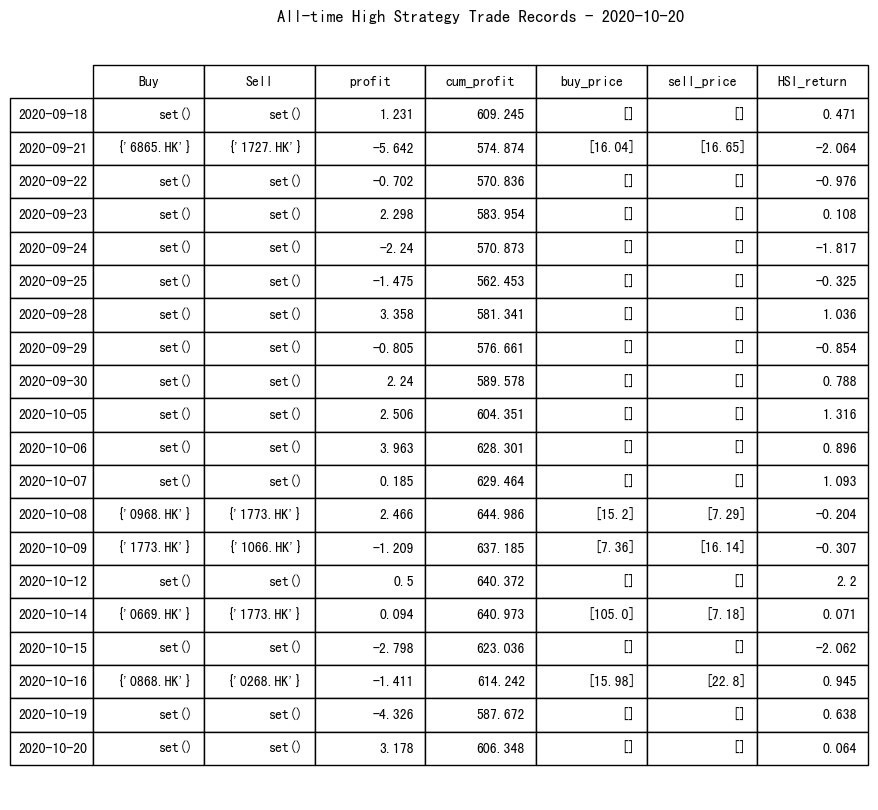 All-time High Strategy Trade Records - 2020-10-20
Buy Sell profit cum_profit buy_price sell_price HSI_return
2020-09-18 set() set() 1.231 609.245 [] [] 0.471
2020-09-21 {'6865.HK'} {'1727.HK'} -5.642 574.874 [16.04] [16.65] -2.064
2020-09-22 set() set() -0.702 570.836 [] [] -0.976
2020-09-23 set() set() 2.298 583.954 [] [] 0.108
2020-09-24 set() set() -2.24 570.873 [] [] -1.817
2020-09-25 set() set() -1.475 562.453 [] [] -0.325
2020-09-28 set() set() 3.358 581.341 [] [] 1.036
2020-09-29 set() set() -0.805 576.661 [] [] -0.854
2020-09-30 set() set() 2.24 589.578 [] [] 0.788
2020-10-05 set() set() 2.506 604.351 [] [] 1.316
2020-10-06 set() set() 3.963 628.301 [] [] 0.896
2020-10-07 set() set() 0.185 629.464 [] [] 1.093
2020-10-08 {'0968.HK'} {'1773.HK'} 2.466 644.986 [15.2] [7.29] -0.204
2020-10-09 {'1773.HK'} {'1066.HK'} -1.209 637.185 [7.36] [16.14] -0.307
2020-10-12 set() set() 0.5 640.372 [] [] 2.2
2020-10-14 {'0669.HK'} {'1773.HK'} 0.094 640.973 [105.0] [7.18] 0.071
2020-10-15 set() set() -2.798 623.036 [] [] -2.062
2020-10-16 {'0868.HK'} {'0268.HK'} -1.411 614.242 [15.98] [22.8] 0.945
2020-10-19 set() set() -4.326 587.672 [] [] 0.638
2020-10-20 set() set() 3.178 606.348 [] [] 0.064